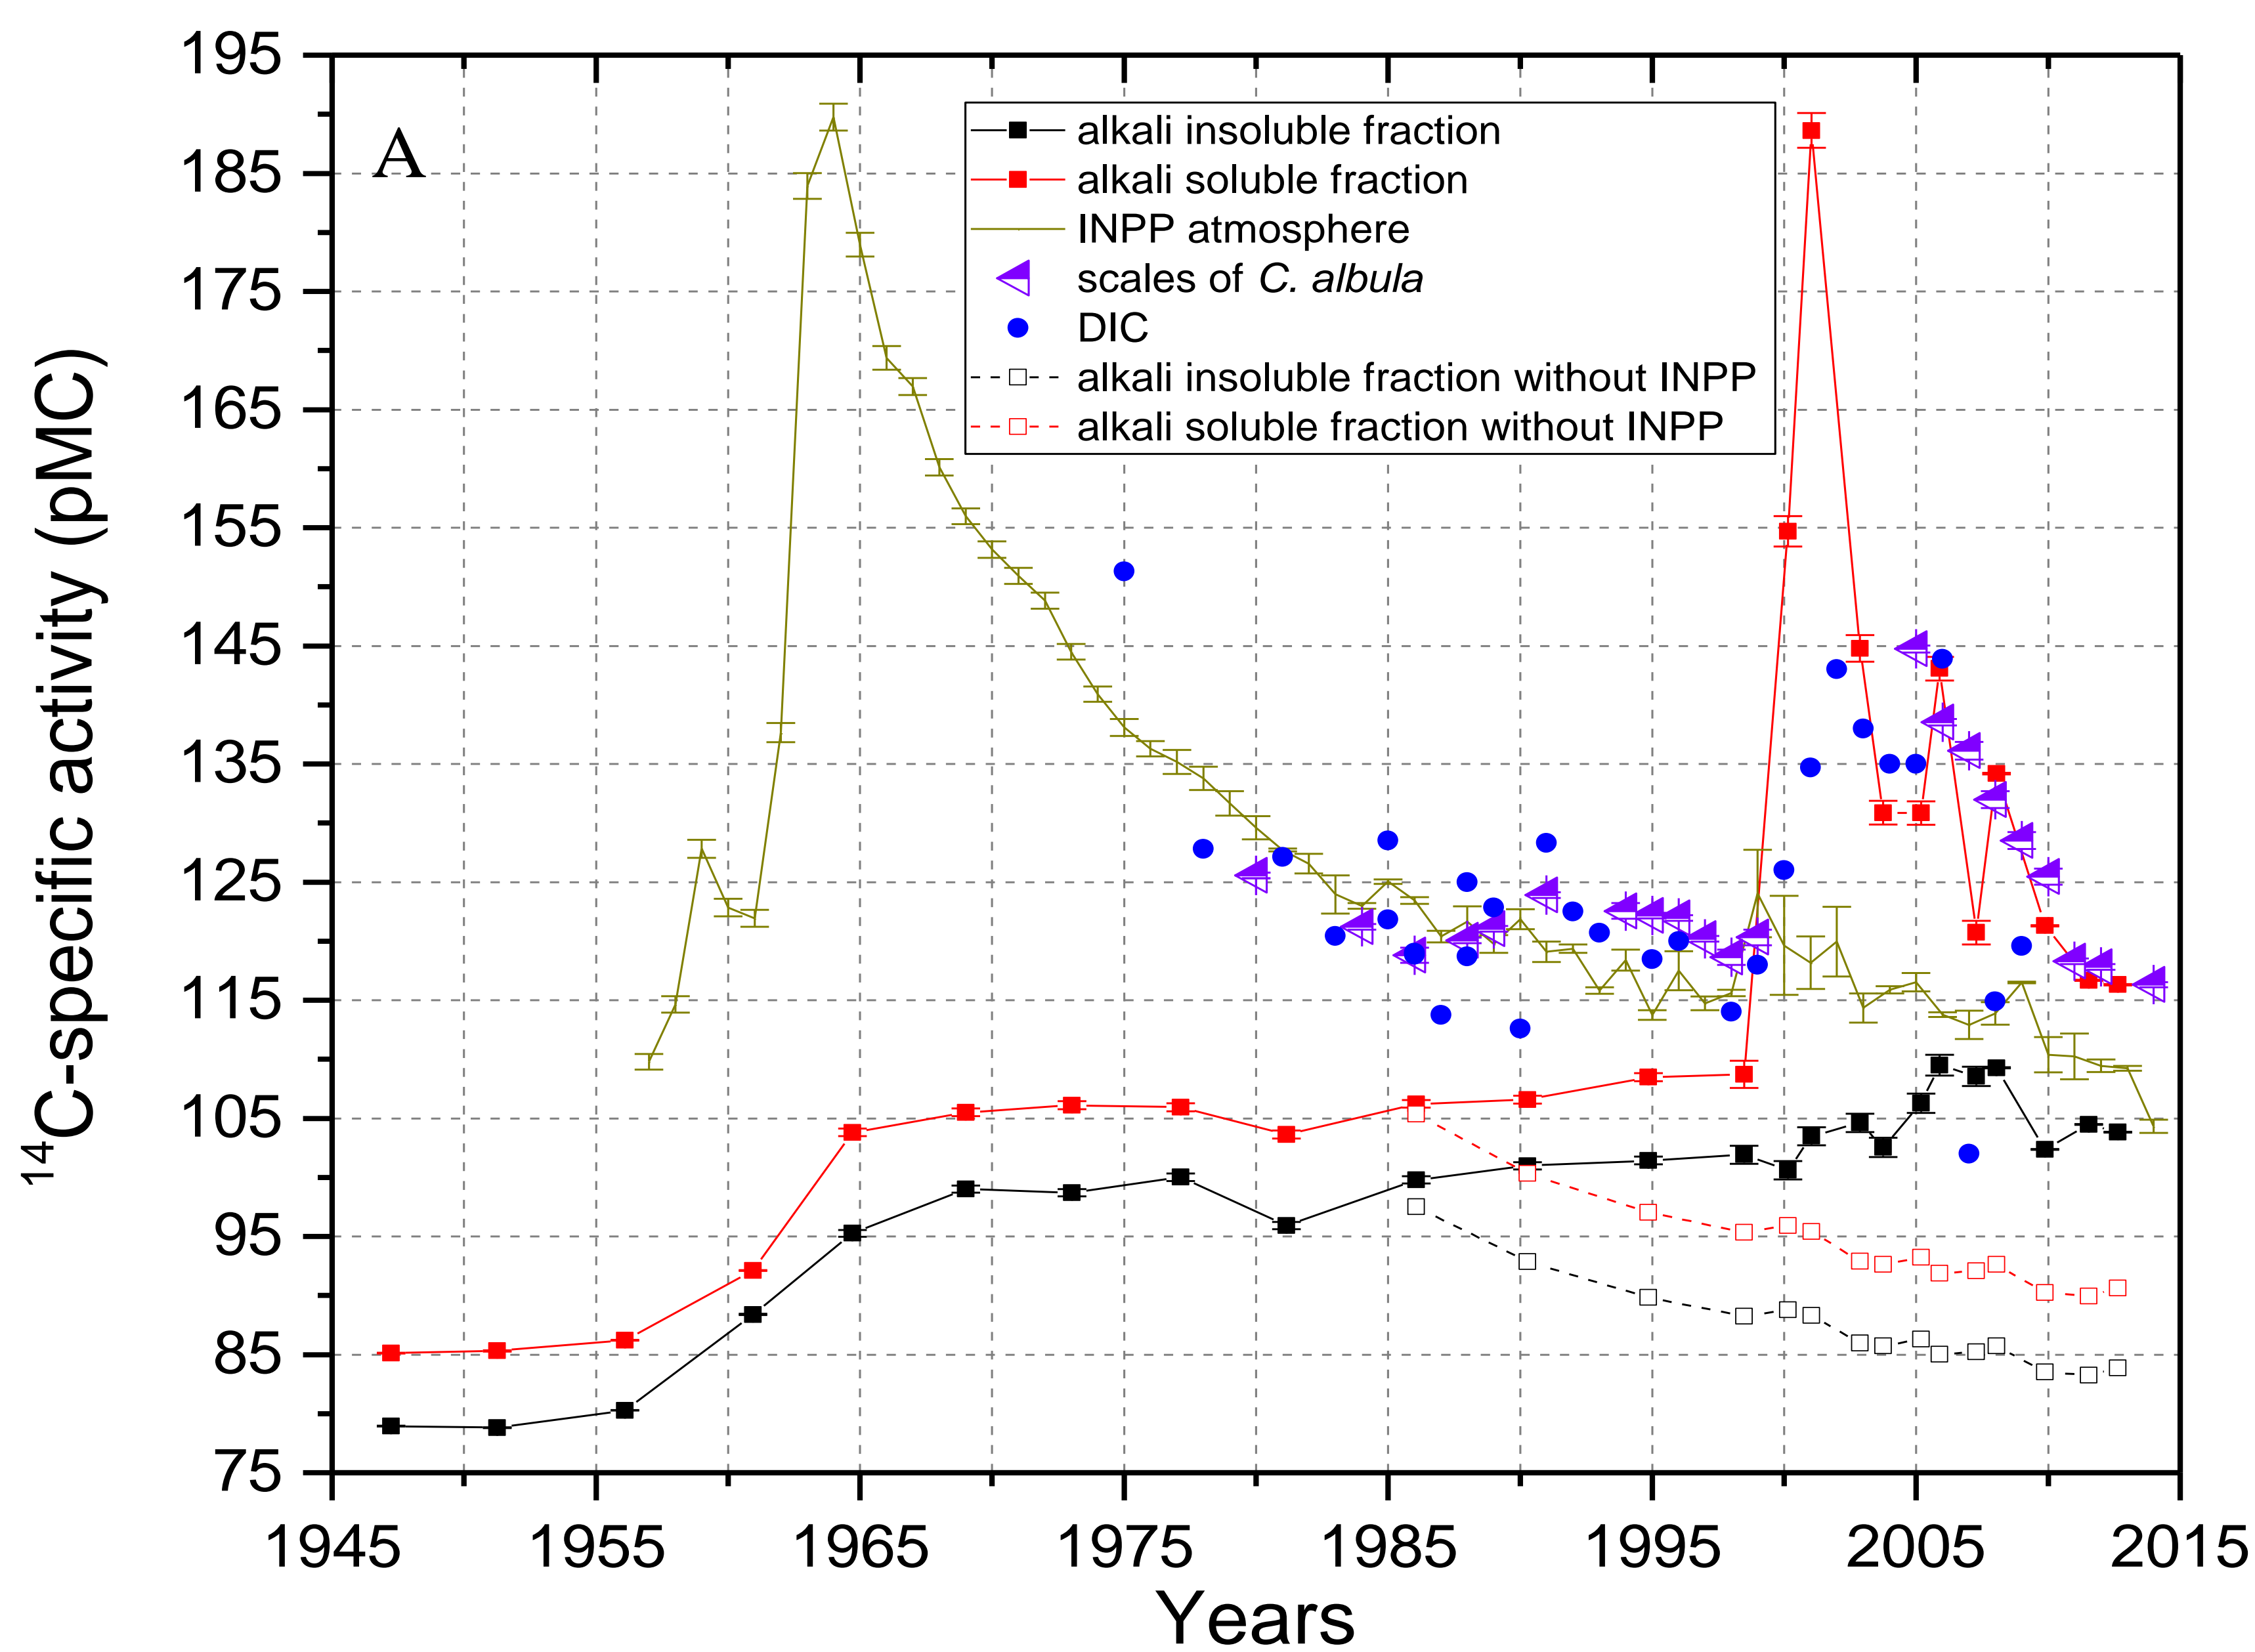 A
alkali insoluble fraction
alkali soluble fraction
INPP atmosphere
scales of C. albula
DIC
alkali insoluble fraction without INPP
alkali soluble fraction without INPP
195
185
175
165
155
145
135
125
115
105
95
85
75
14C-specific activity (pMC)
1945 1955 1965 1975 1985 1995 2005 2015
Years